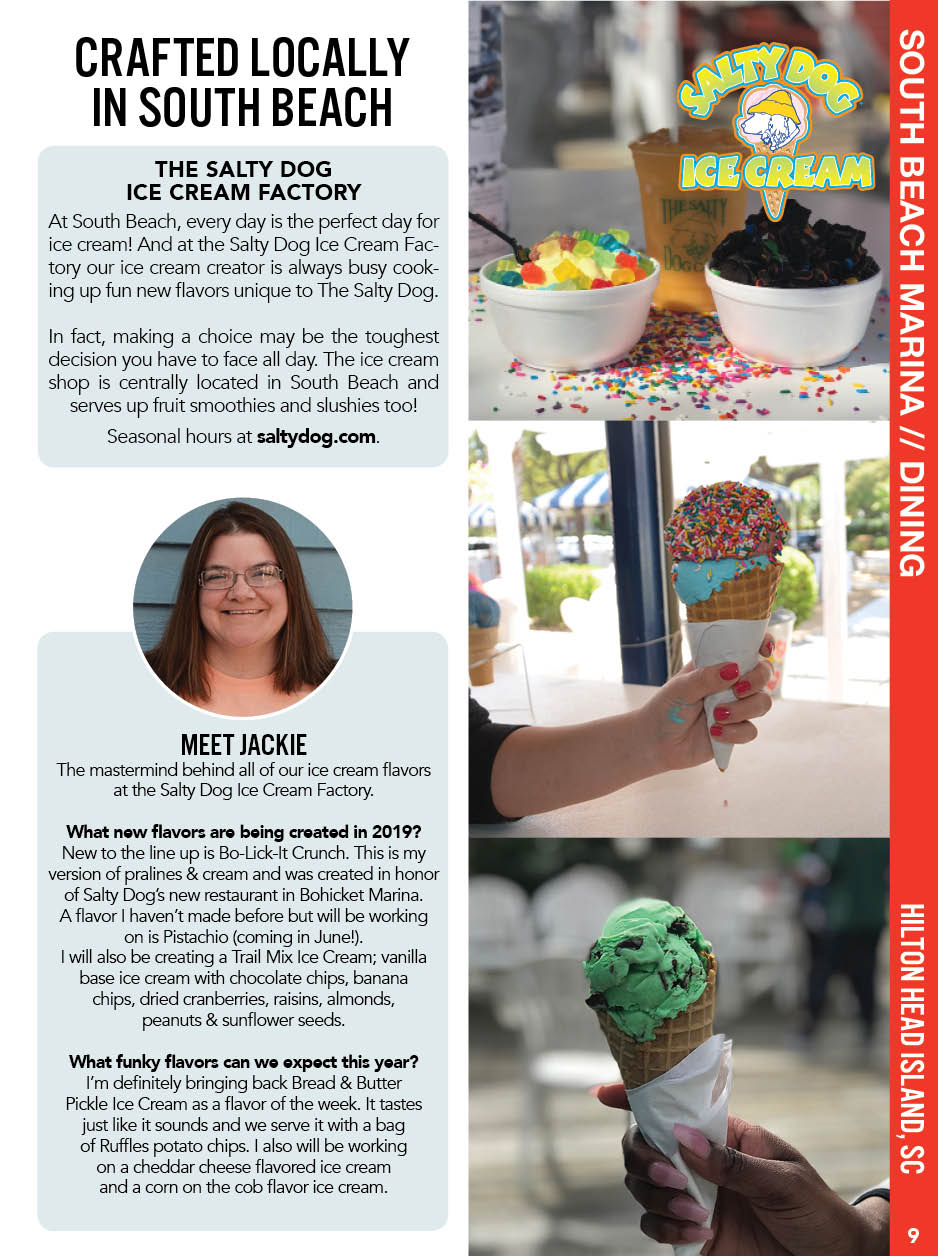 CRAFTED LOCALLY
IN SOUTH BEACH
THE SALTY DOG
ICE CREAM FACTORY
At South Beach, every day is the perfect day for
ice cream! And at the Salty Dog Ice Cream Fac-
tory our ice cream creator is always busy cook-
ing up fun new flavors unique to The Salty Dog.
In fact, making a choice may be the toughest
decision you have to face all day. The ice cream
shop is centrally located in South Beach and
serves up fruit smoothies and slushies too!
Seasonal hours at saltydog.com.
MEET JACKIE
The mastermind behind all of our ice cream flavors
at the Salty Dog Ice Cream Factory.
What new flavors are being created in 2019?
New to the line up is Bo-Lick-It Crunch. This is my
version of pralines & cream and was created in honor
of Salty Dog’s new restaurant in Bohicket Marina.
A flavor I haven’t made before but will be working
on is Pistachio (coming in June!).
I will also be creating a Trail Mix Ice Cream; vanilla
base ice cream with chocolate chips, banana
chips, dried cranberries, raisins, almonds,
peanuts & sunflower seeds.
What funky flavors can we expect this year?
I’m definitely bringing back Bread & Butter
Pickle Ice Cream as a flavor of the week. It tastes
just like it sounds and we serve it with a bag
of Ruffles potato chips. I also will be working
on a cheddar cheese flavored ice cream
and a corn on the cob flavor ice cream.
SALTY DOG
ICE CREAM
THE SALTY
DOG
SOUTH BEACH MARINA // DINING
HILTON HEAD ISLAND, SC
9